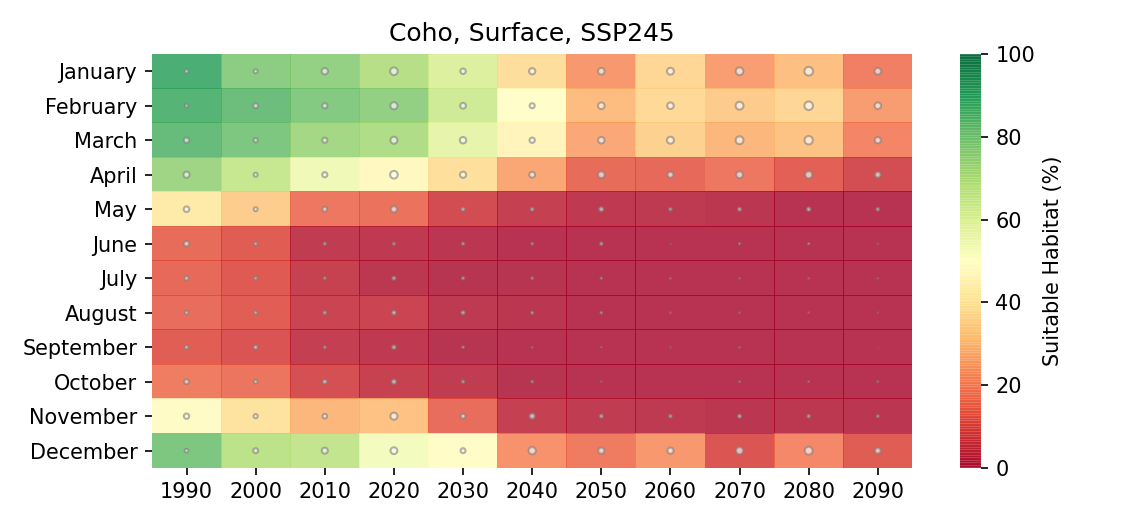 Coho, Surface, SSP245
January
February
March
April
May
June
July
August
September
October
November
December
1990 2000 2010 2020 2030 2040 2050 2060 2070 2080 2090
100
80
60
40
20
0
Suitable Habitat (%)